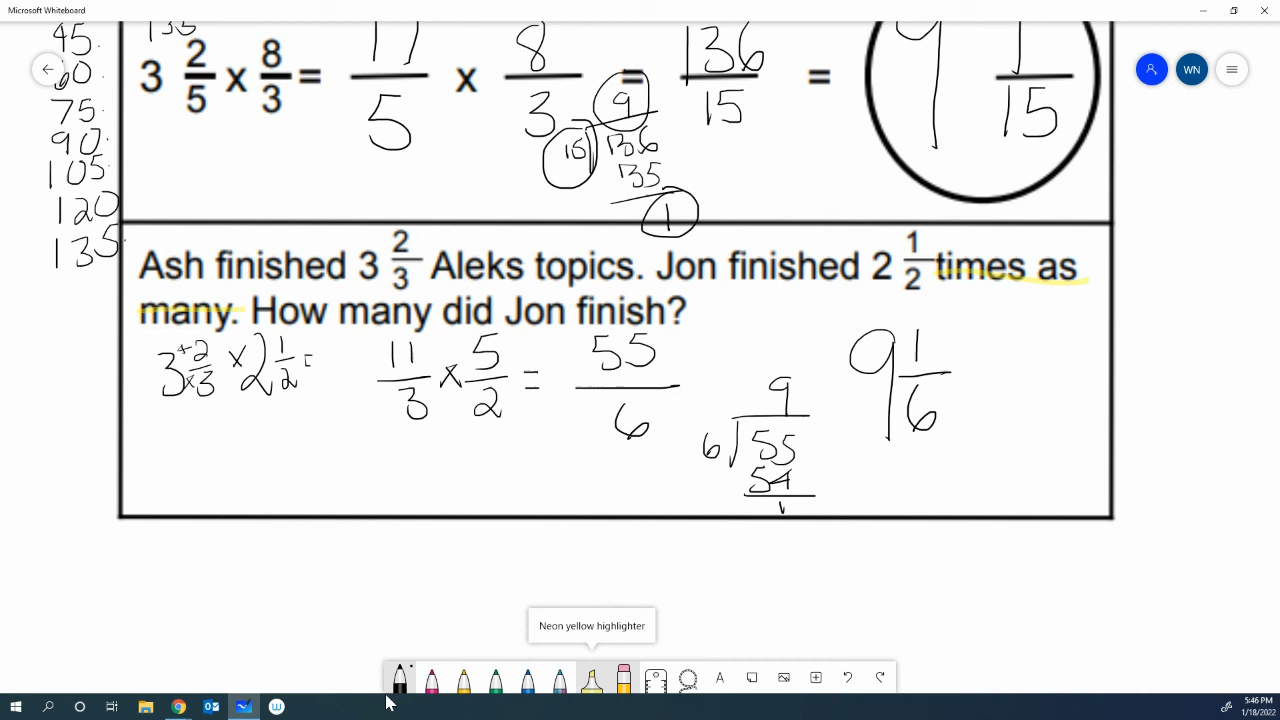 Microsoft Whiteboard
45
60
75
90
105
120
135
135
3 2/5 x 8/3 = 17/5 x 8/3 = 136/15 = 9 1/15
9
15 136
135
1
WN
Ash finished 3 2/3 Aleks topics. Jon finished 2 1/2 times as
many. How many did Jon finish?
3 + 2/3 x 2 1/2 = 11/3 x 5/2 = 55/6
9
6 55
54
1
9 1/6
Neon yellow highlighter
A
5:46 PM
1/18/2022